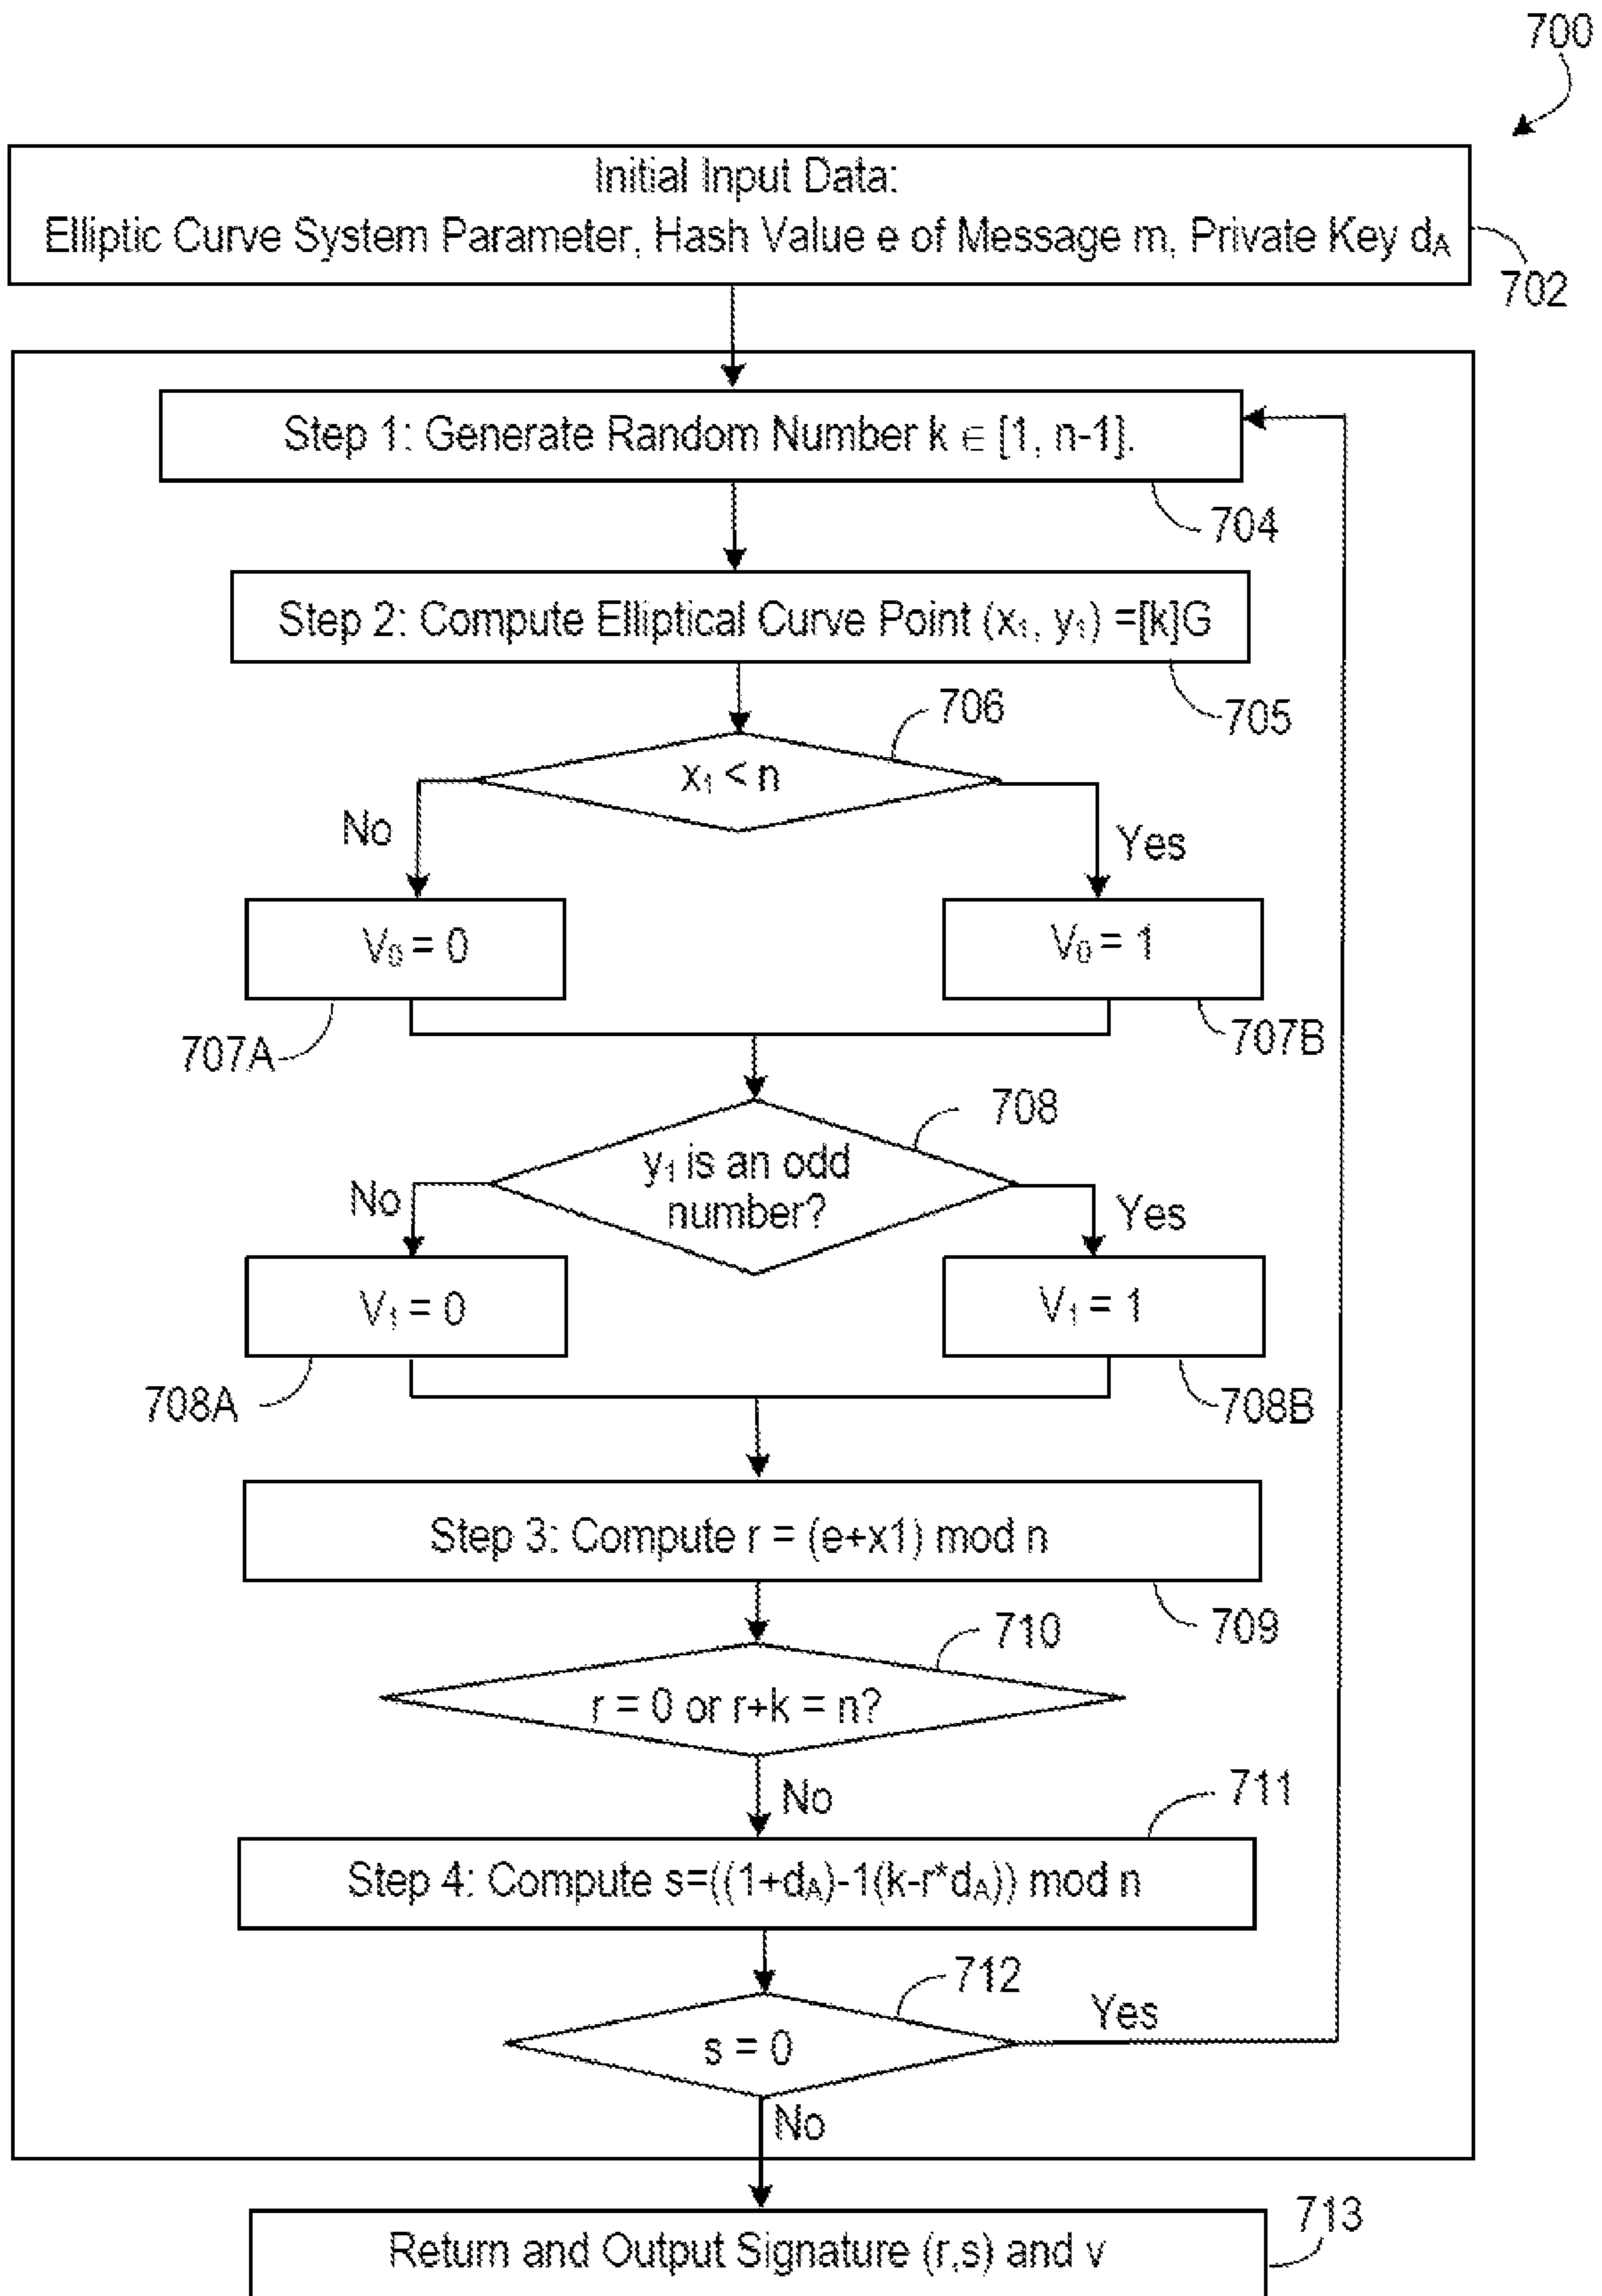 700
Initial Input Data:
Elliptic Curve System Parameter, Hash Value e of Message m, Private Key d_A
702
Step 1: Generate Random Number k ∈ [1, n-1].
704
Step 2: Compute Elliptical Curve Point (x₁, y₁) =[k]G
705
706
x₁ < n
No
Yes
V₀ = 0
V₀ = 1
707A
707B
708
y₁ is an odd
number?
No
Yes
V₁ = 0
V₁ = 1
708A
708B
Step 3: Compute r = (e+x1) mod n
709
710
r = 0 or r+k = n?
No
711
Step 4: Compute s=((1+d_A)-1(k-r*d_A)) mod n
712
s = 0
Yes
No
713
Return and Output Signature (r,s) and v